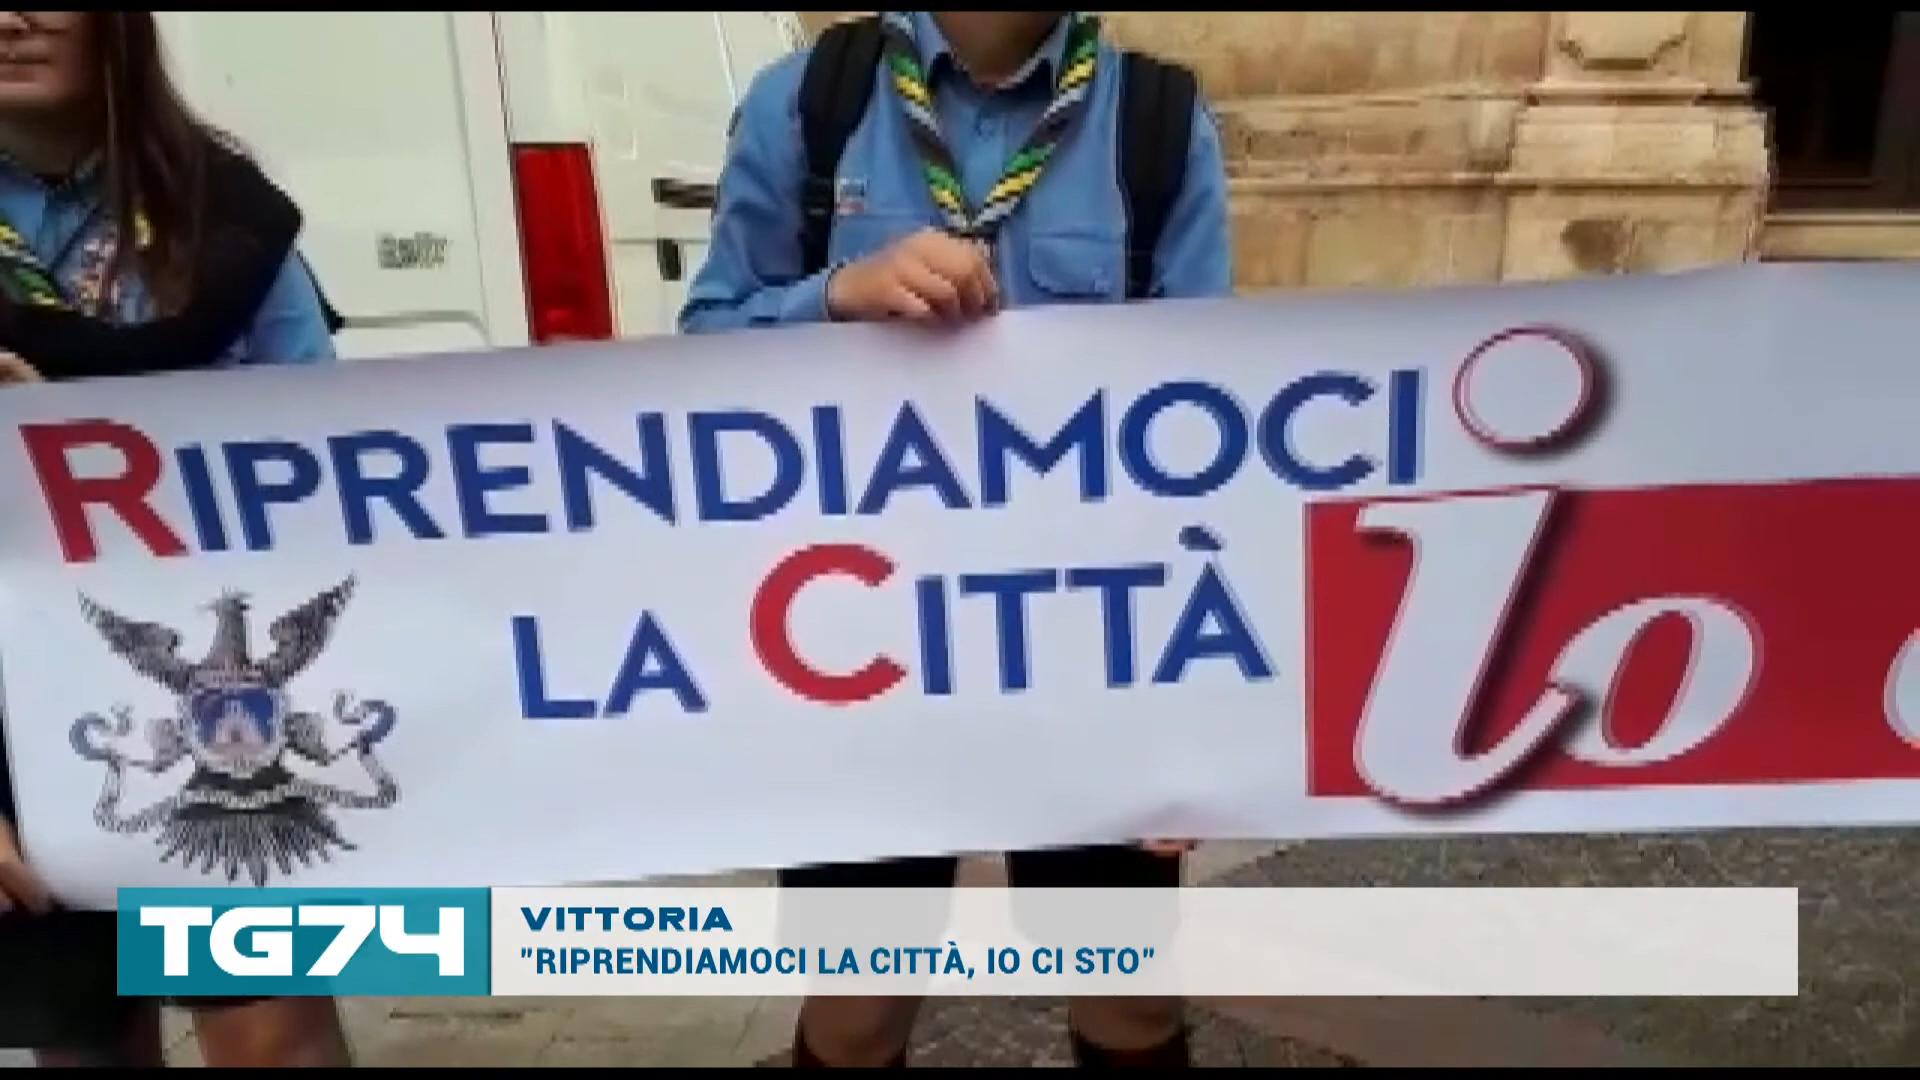 RIPRENDIAMOCI
LA CITTÀ
Io
TG74
VITTORIA
"RIPRENDIAMOCI LA CITTÀ, IO CI STO"